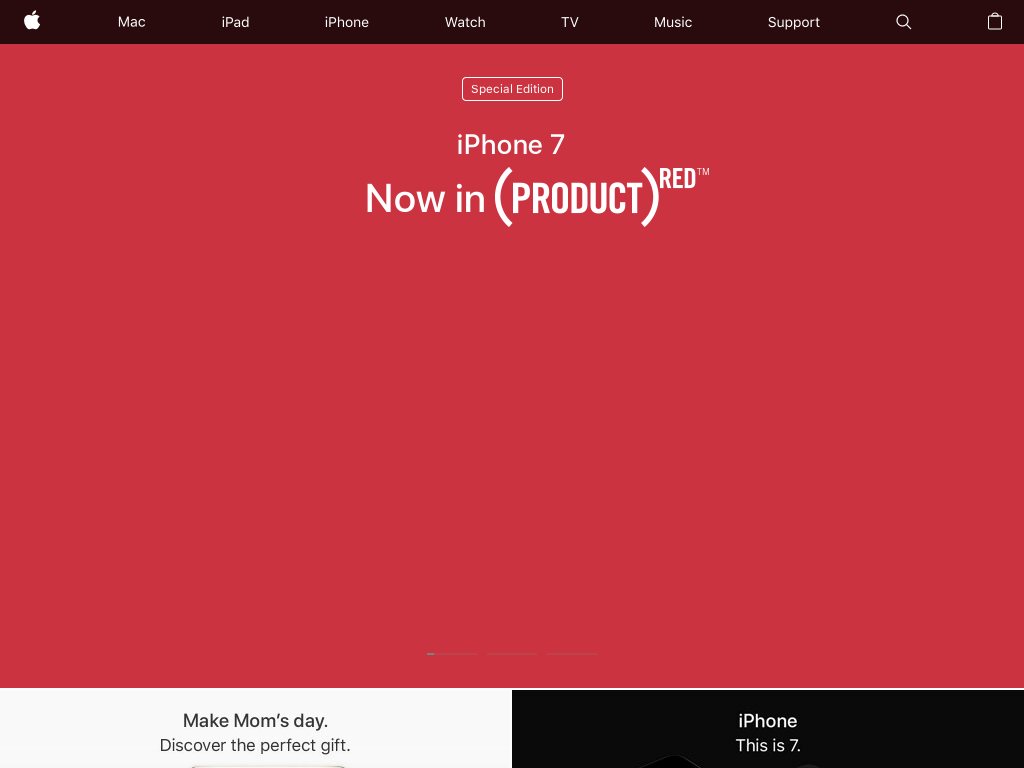 Mac iPad iPhone Watch TV Music Support
Special Edition
iPhone 7
Now in (PRODUCT)RED™
Make Mom’s day.
Discover the perfect gift.
iPhone
This is 7.